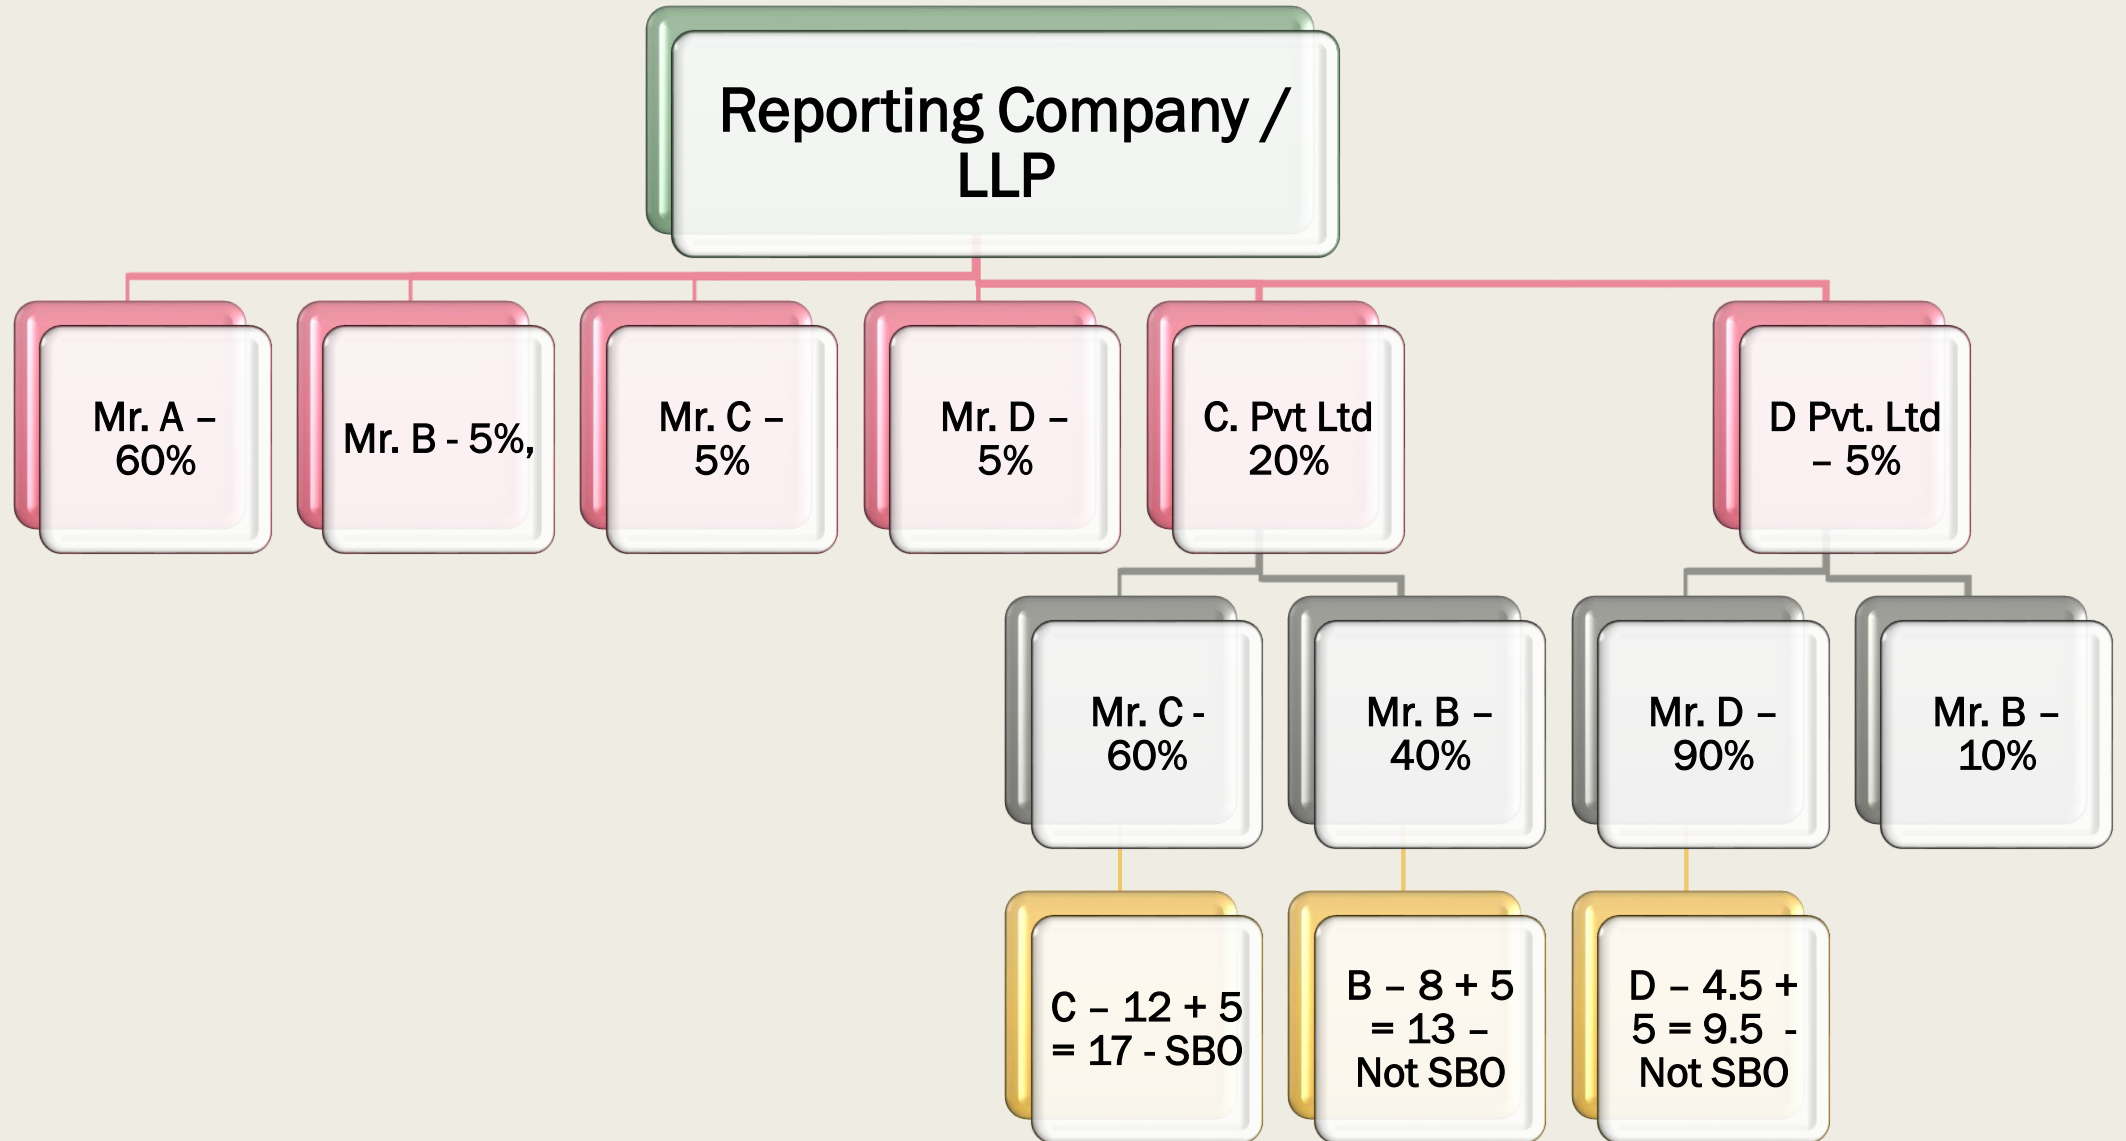 Reporting Company /
LLP
Mr. A –
60%
Mr. B - 5%,
Mr. C –
5%
Mr. D –
5%
C. Pvt Ltd
20%
D Pvt. Ltd
– 5%
Mr. C -
60%
Mr. B –
40%
Mr. D –
90%
Mr. B –
10%
C – 12 + 5
= 17 - SBO
B – 8 + 5
= 13 –
Not SBO
D – 4.5 +
5 = 9.5 -
Not SBO